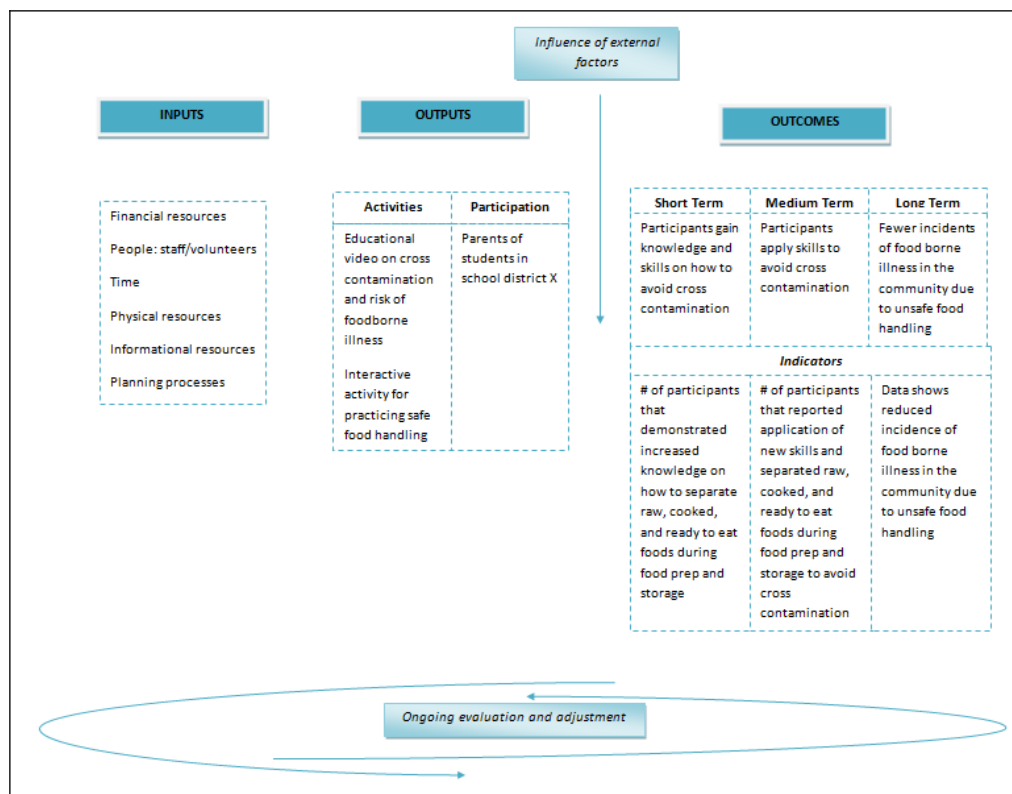 Influence of external
factors
INPUTS
OUTPUTS
OUTCOMES
Financial resources
People: staff/volunteers
Time
Physical resources
Informational resources
Planning processes
Activities
Participation
Educational
video on cross
contamination
and risk of
foodborne
illness
Interactive
activity for
practicing safe
food handling
Parents of
students in
school district X
Short Term
Medium Term
Long Term
Participants gain
knowledge and
skills on how to
avoid cross
contamination
Participants
apply skills to
avoid cross
contamination
Fewer incidents
of food borne
illness in the
community due
to unsafe food
handling
Indicators
# of participants
that
demonstrated
increased
knowledge on
how to separate
raw, cooked,
and ready to eat
foods during
food prep and
storage
# of participants
that reported
application of
new skills and
separated raw,
cooked, and
ready to eat
foods during
food prep and
storage to avoid
cross
contamination
Data shows
reduced
incidence of
food borne
illness in the
community due
to unsafe food
handling
Ongoing evaluation and adjustment